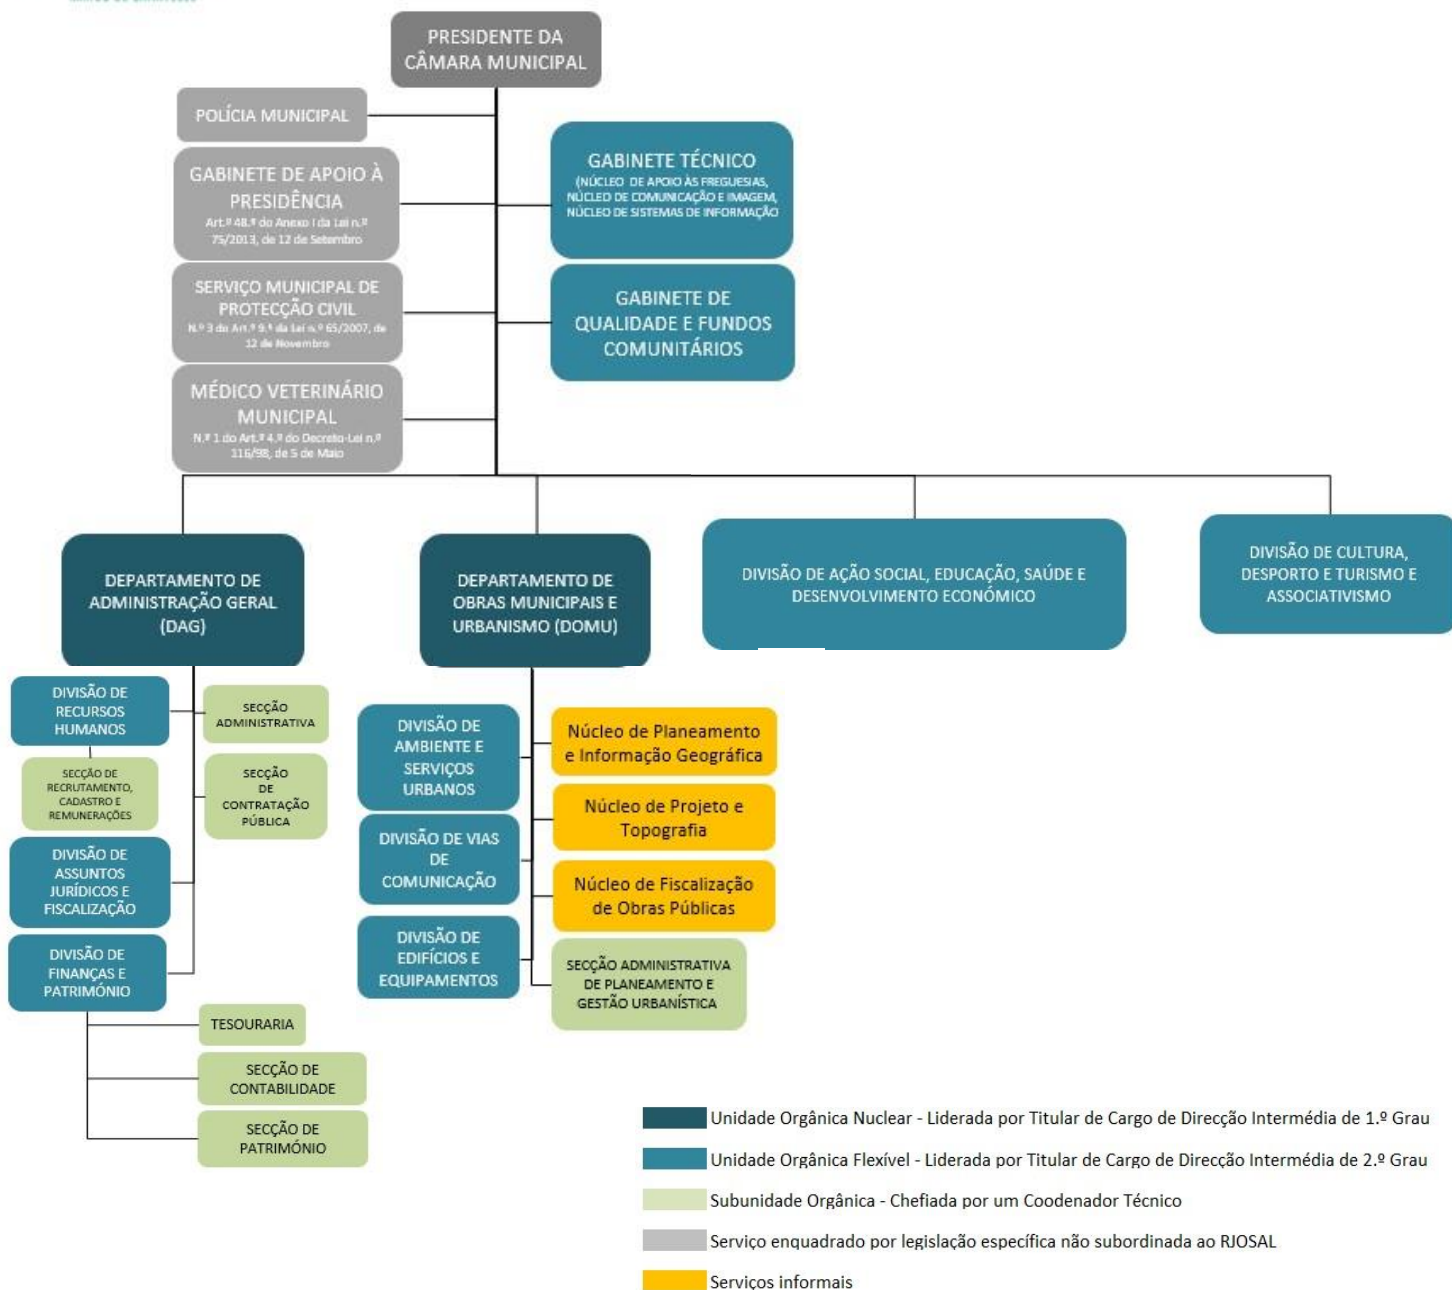 PRESIDENTE DA
CÂMARA MUNICIPAL
POLÍCIA MUNICIPAL
GABINETE DE APOIO À
PRESIDÊNCIA
Art.º 48.º do Anexo I da Lei n.º
75/2013, de 12 de Setembro
SERVIÇO MUNICIPAL DE
PROTECÇÃO CIVIL
N.º 3 do Art.º 9.º da Lei n.º 65/2007, de
12 de Novembro
MÉDICO VETERINÁRIO
MUNICIPAL
N.º 1 do Art.º 4.º do Decreto-Lei n.º
116/98, de 5 de Maio
GABINETE TÉCNICO
(NÚCLEO DE APOIO ÀS FREGUESIAS,
NÚCLEO DE COMUNICAÇÃO E IMAGEM,
NÚCLEO DE SISTEMAS DE INFORMAÇÃO
GABINETE DE
QUALIDADE E FUNDOS
COMUNITÁRIOS
DEPARTAMENTO DE
ADMINISTRAÇÃO GERAL
(DAG)
DEPARTAMENTO DE
OBRAS MUNICIPAIS E
URBANISMO (DOMU)
DIVISÃO DE AÇÃO SOCIAL, EDUCAÇÃO, SAÚDE E
DESENVOLVIMENTO ECONÓMICO
DIVISÃO DE CULTURA,
DESPORTO E TURISMO E
ASSOCIATIVISMO
DIVISÃO DE
RECURSOS
HUMANOS
SECÇÃO
ADMINISTRATIVA
SECÇÃO DE
RECRUTAMENTO,
CADASTRO E
REMUNERAÇÕES
SECÇÃO
DE
CONTRATAÇÃO
PÚBLICA
DIVISÃO DE
ASSUNTOS
JURÍDICOS E
FISCALIZAÇÃO
DIVISÃO DE
FINANÇAS E
PATRIMÓNIO
TESOURARIA
SECÇÃO DE
CONTABILIDADE
SECÇÃO DE
PATRIMÓNIO
DIVISÃO DE
AMBIENTE E
SERVIÇOS
URBANOS
DIVISÃO DE VIAS
DE
COMUNICAÇÃO
DIVISÃO DE
EDIFÍCIOS E
EQUIPAMENTOS
Núcleo de Planeamento
e Informação Geográfica
Núcleo de Projeto e
Topografia
Núcleo de Fiscalização
de Obras Públicas
SECÇÃO ADMINISTRATIVA
DE PLANEAMENTO E
GESTÃO URBANÍSTICA
Unidade Orgânica Nuclear - Liderada por Titular de Cargo de Direcção Intermédia de 1.º Grau
Unidade Orgânica Flexível - Liderada por Titular de Cargo de Direcção Intermédia de 2.º Grau
Subunidade Orgânica - Chefiada por um Coodenador Técnico
Serviço enquadrado por legislação específica não subordinada ao RJOSAL
Serviços informais